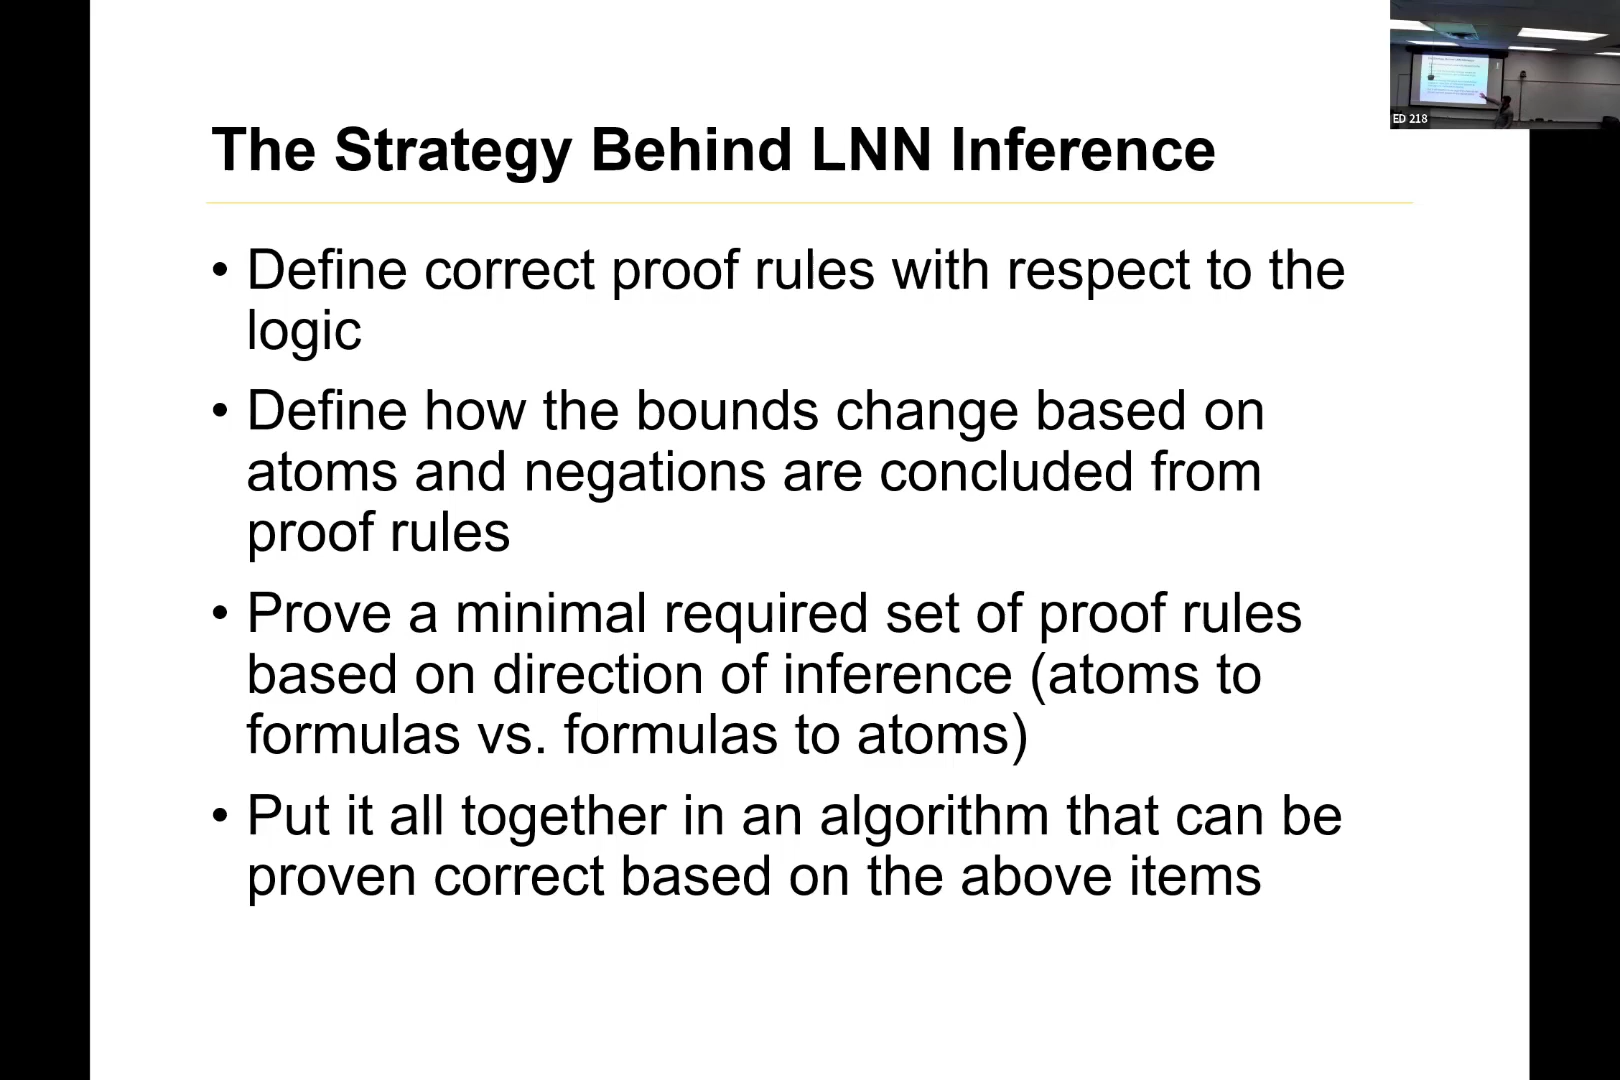 ED 218
The Strategy Behind LNN Inference
• Define correct proof rules with respect to the
logic
• Define how the bounds change based on
atoms and negations are concluded from
proof rules
• Prove a minimal required set of proof rules
based on direction of inference (atoms to
formulas vs. formulas to atoms)
• Put it all together in an algorithm that can be
proven correct based on the above items